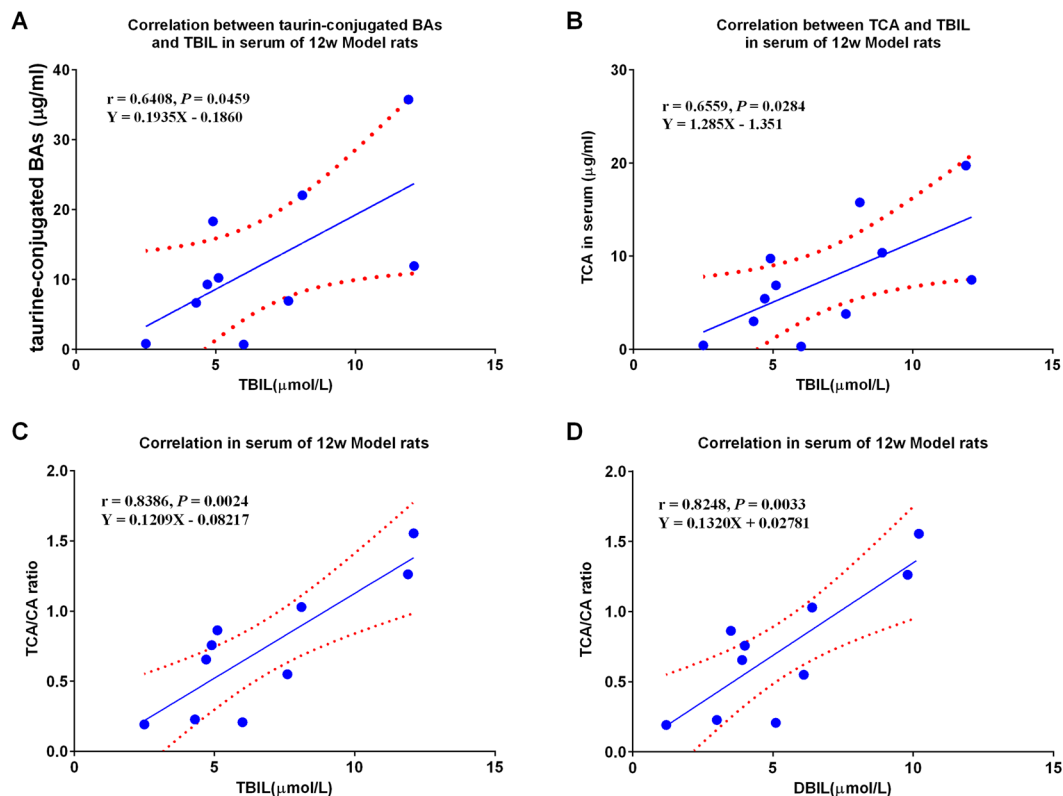 A
Correlation between taurin-conjugated BAs
and TBIL in serum of 12w Model rats
r = 0.6408, P = 0.0459
Y = 0.1935X - 0.1860
taurine-conjugated BAs (μg/ml)
40
30
20
10
0
0 5 10 15
TBIL(μmol/L)
B
Correlation between TCA and TBIL
in serum of 12w Model rats
r = 0.6559, P = 0.0284
Y = 1.285X - 1.351
TCA in serum (μg/ml)
30
20
10
0
0 5 10 15
TBIL(μmol/L)
C
Correlation in serum of 12w Model rats
r = 0.8386, P = 0.0024
Y = 0.1209X - 0.08217
TCA/CA ratio
2.0
1.5
1.0
0.5
0.0
0 5 10 15
TBIL(μmol/L)
D
Correlation in serum of 12w Model rats
r = 0.8248, P = 0.0033
Y = 0.1320X + 0.02781
TCA/CA ratio
2.0
1.5
1.0
0.5
0.0
0 5 10 15
DBIL(μmol/L)